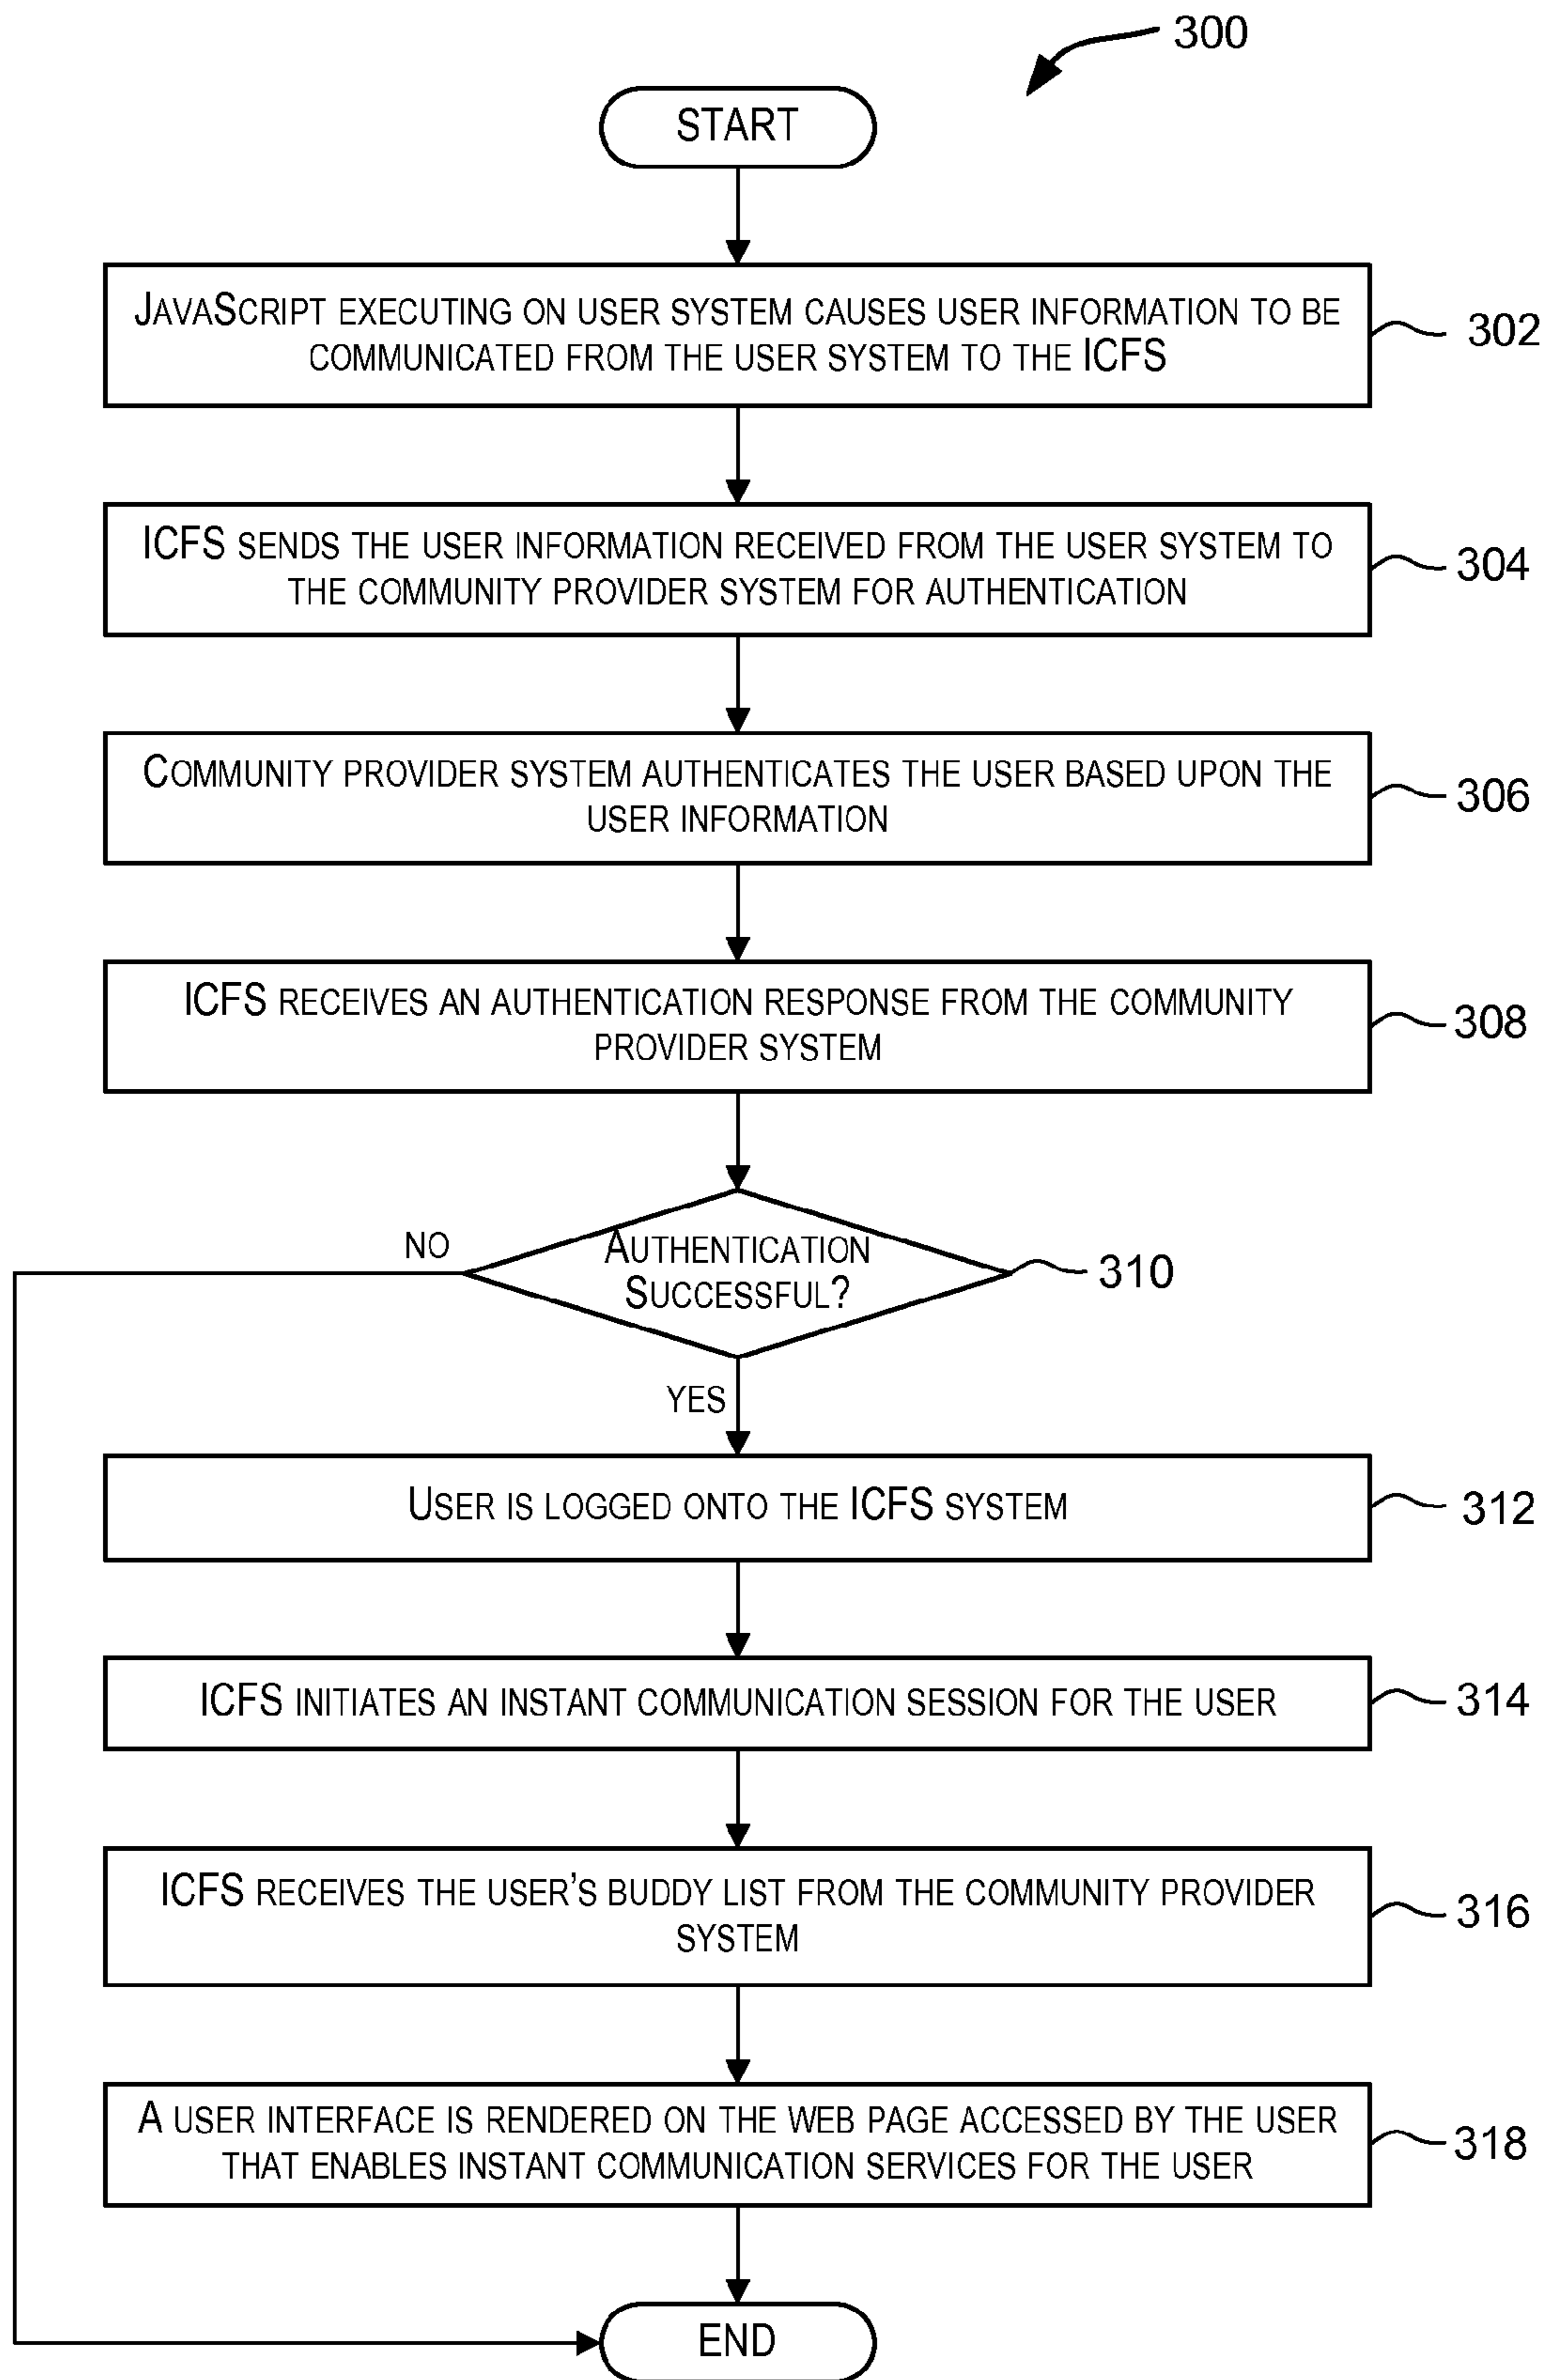 300
START
JavaScript executing on user system causes user information to be
communicated from the user system to the ICFS
302
ICFS sends the user information received from the user system to
the community provider system for authentication
304
Community provider system authenticates the user based upon the
user information
306
ICFS receives an authentication response from the community
provider system
308
NO
Authentication
Successful?
310
YES
User is logged onto the ICFS system
312
ICFS initiates an instant communication session for the user
314
ICFS receives the user's buddy list from the community provider
system
316
A user interface is rendered on the web page accessed by the user
that enables instant communication services for the user
318
END